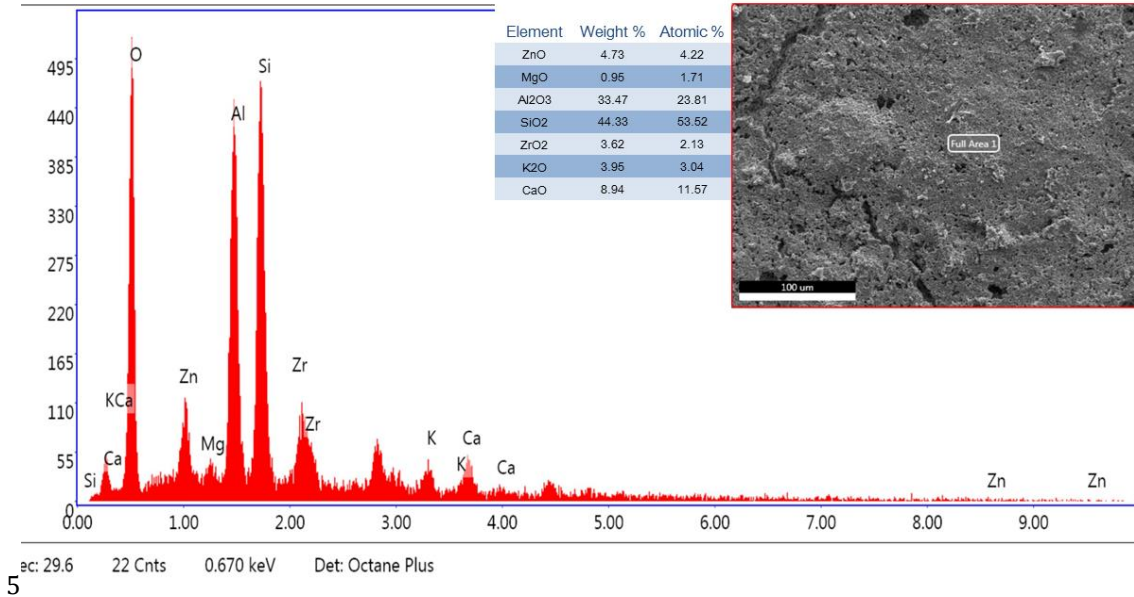 Element Weight % Atomic %
ZnO 4.73 4.22
MgO 0.95 1.71
Al2O3 33.47 23.81
SiO2 44.33 53.52
ZrO2 3.62 2.13
K2O 3.95 3.04
CaO 8.94 11.57
Full Area 1
100 um
495
440
385
330
275
220
165
110
55
0
O
Si
Al
Zr
Zn
KCa
Zr
Mg
K
Ca
Ca
K
Si
Ca
Zn
Zn
0.00 1.00 2.00 3.00 4.00 5.00 6.00 7.00 8.00 9.00
ec: 29.6 22 Cnts 0.670 keV Det: Octane Plus
5